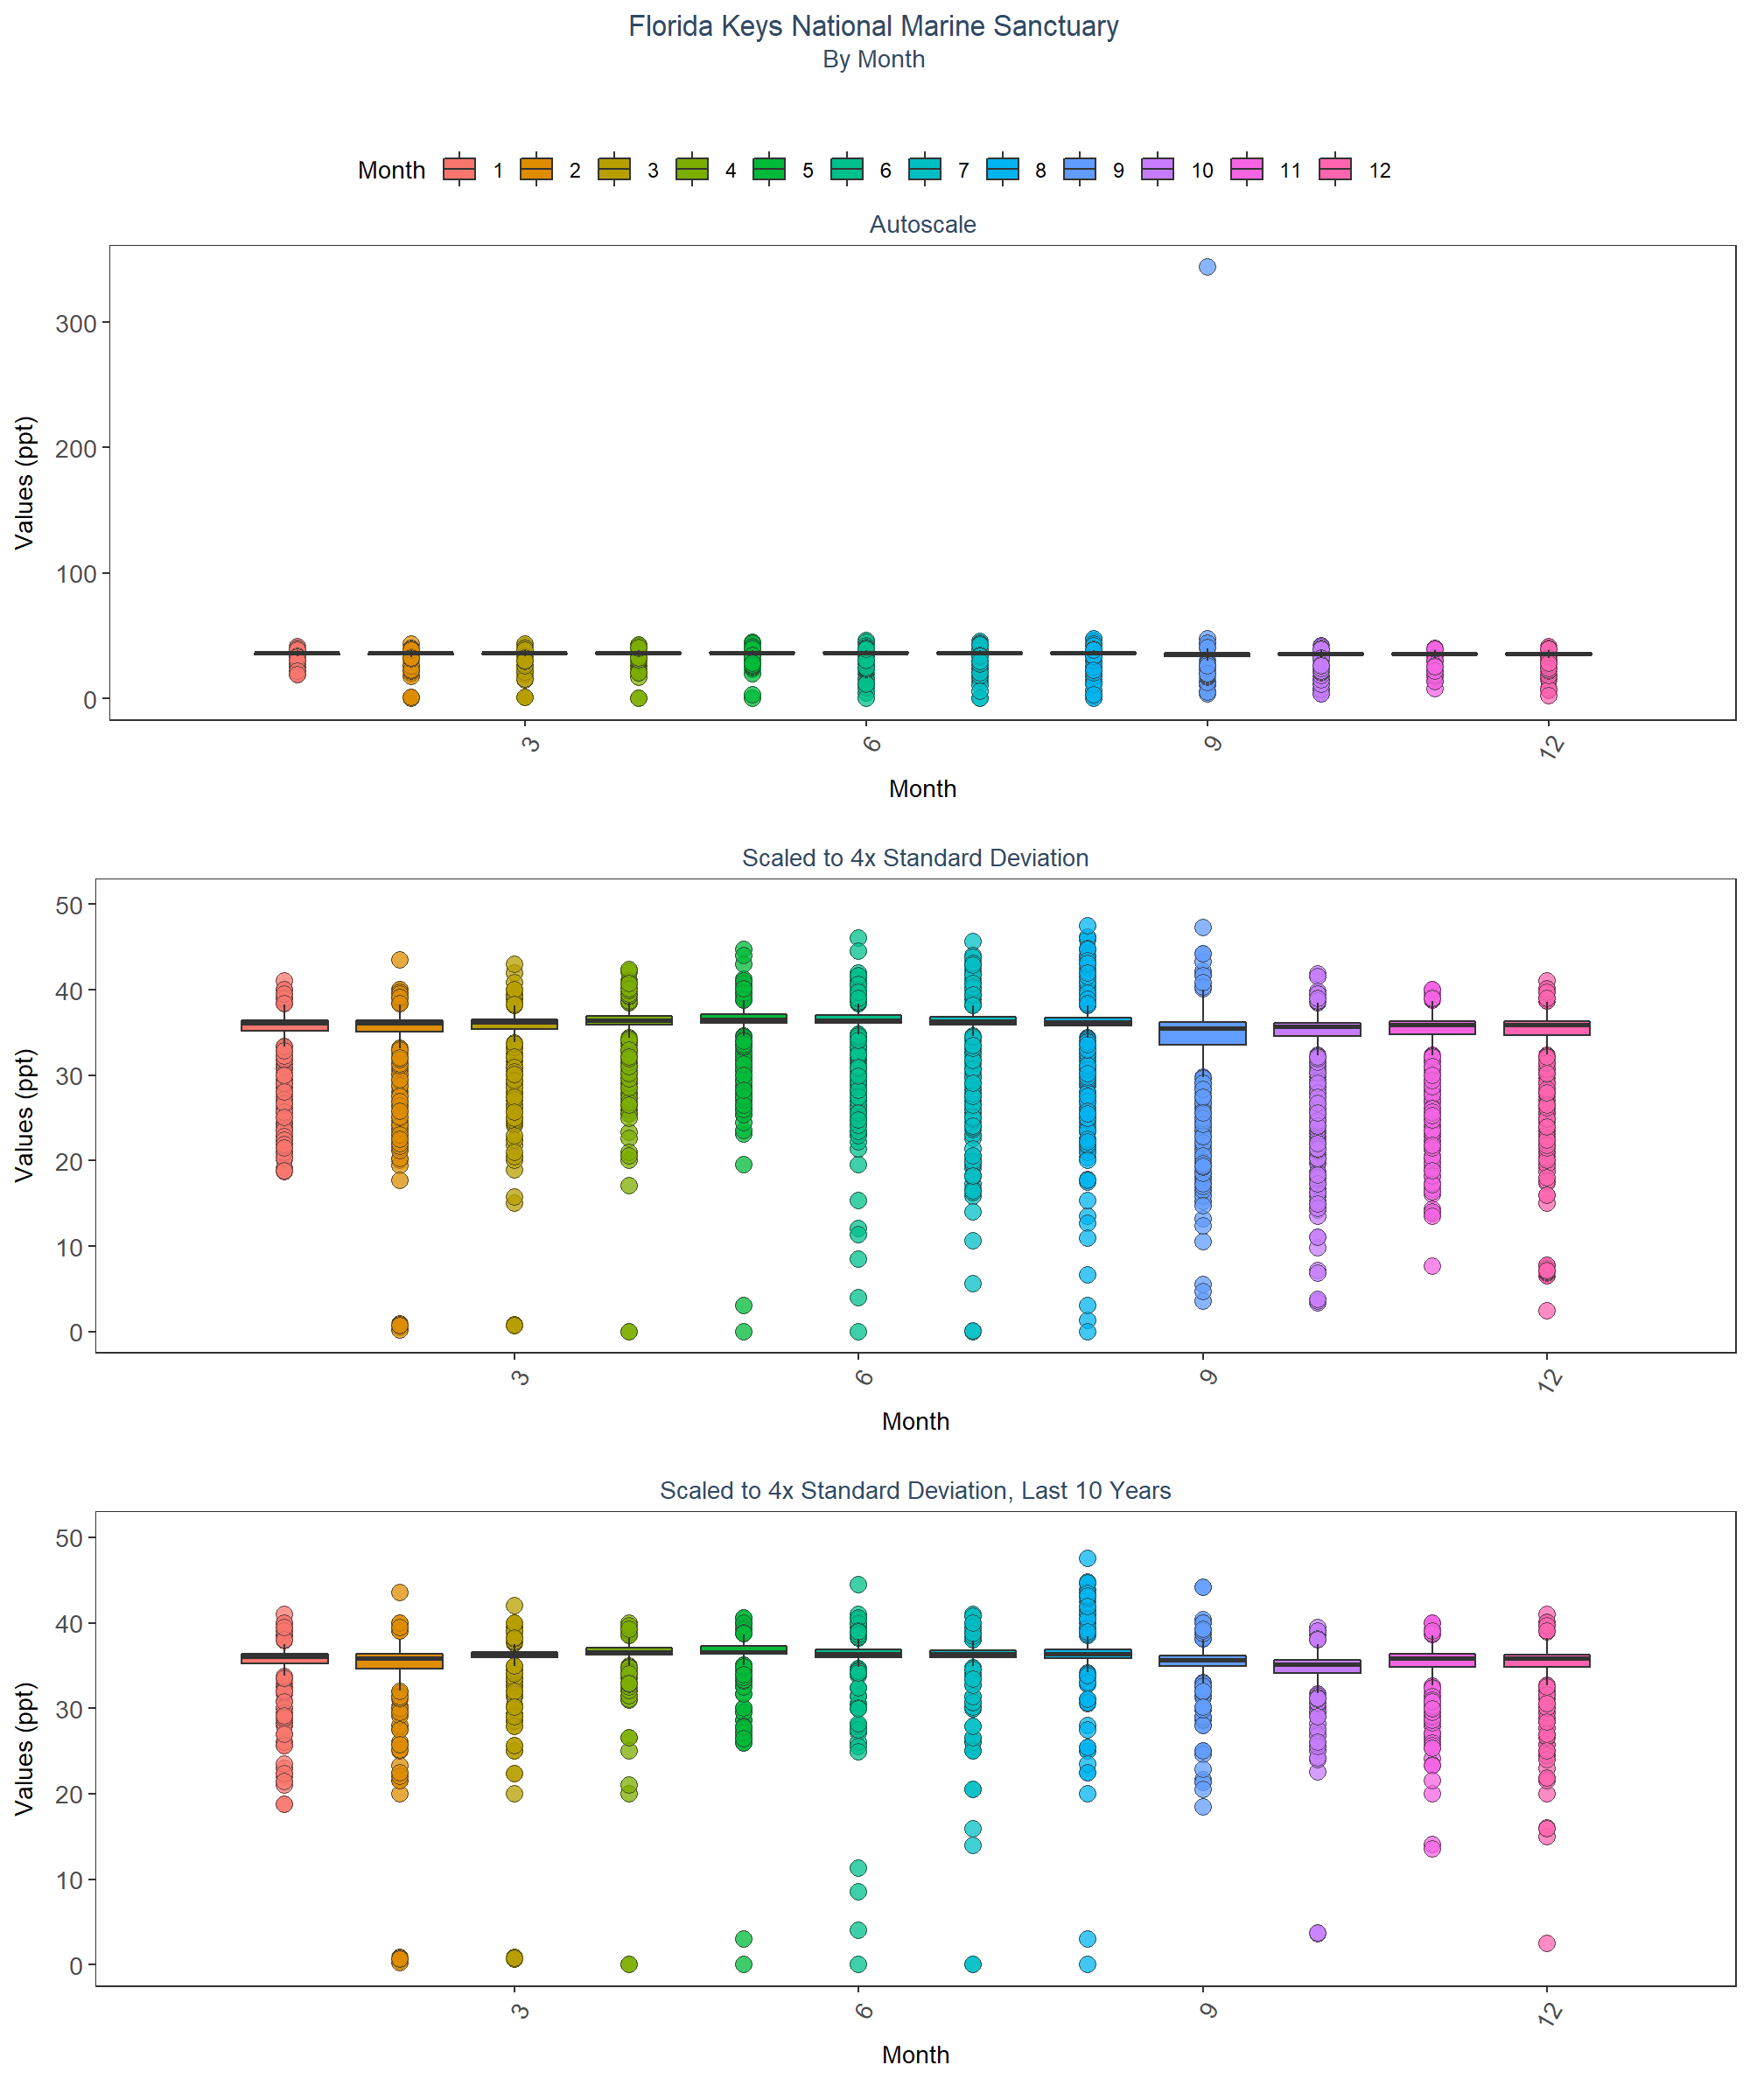 Florida Keys National Marine Sanctuary
By Month
Month 1 2 3 4 5 6 7 8 9 10 11 12
Autoscale
Values (ppt)
300
200
100
0
3 6 9 12
Month
Scaled to 4x Standard Deviation
Values (ppt)
50
40
30
20
10
0
3 6 9 12
Month
Scaled to 4x Standard Deviation, Last 10 Years
Values (ppt)
50
40
30
20
10
0
3 6 9 12
Month